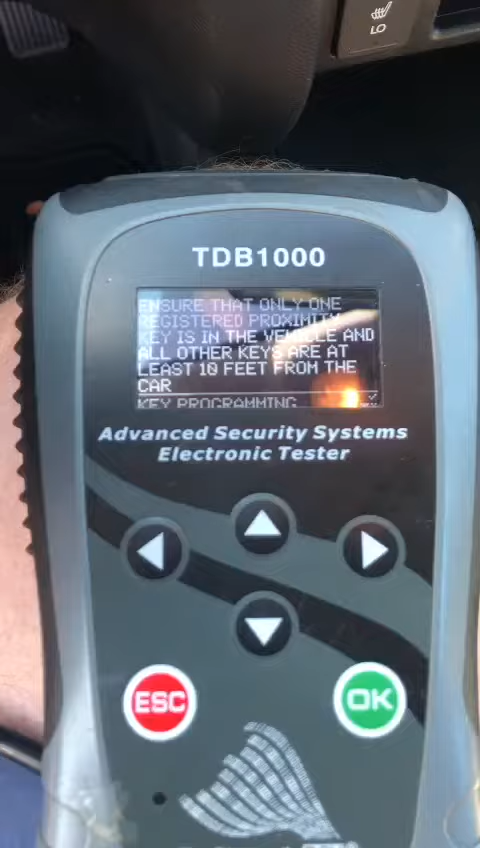 LO
TDB1000
ENSURE THAT ONLY ONE
REGISTERED PROXIMITY
KEY IS IN THE VEHICLE AND
ALL OTHER KEYS ARE AT
LEAST 10 FEET FROM THE
CAR
KEY PROGRAMMING
Advanced Security Systems
Electronic Tester
ESC
OK